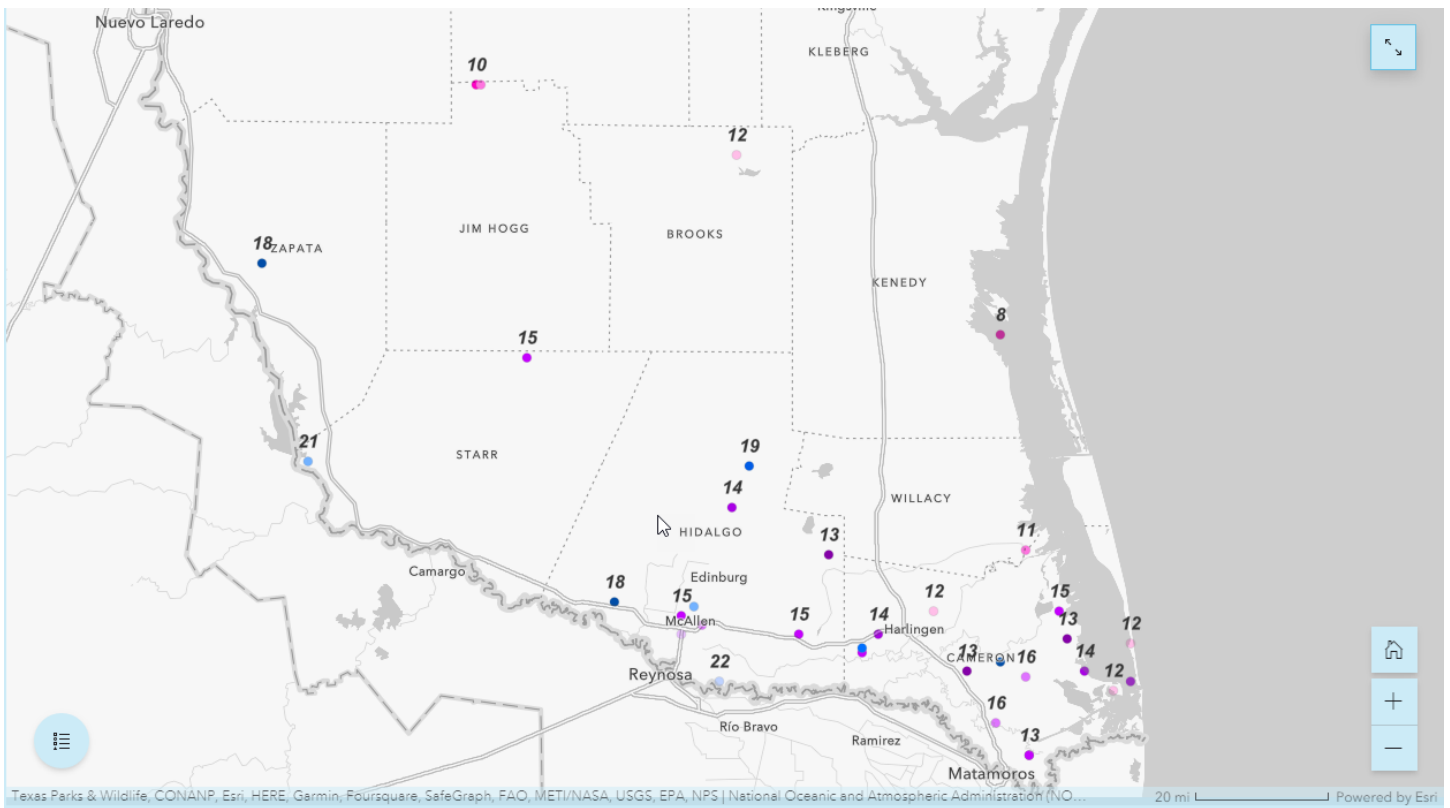 Kingsville
Nuevo Laredo
KLEBERG
10
12
JIM HOGG
BROOKS
18
ZAPATA
KENEDY
8
15
21
STARR
19
14
WILLACY
HIDALGO
13
11
Camargo
Edinburg
18
15
12
15
McAllen
15
14
Harlingen
13
12
13
CAMERON
16
14
22
Reynosa
12
16
Río Bravo
Ramirez
13
Matamoros
Texas Parks & Wildlife, CONANP, Esri, HERE, Garmin, Foursquare, SafeGraph, FAO, METI/NASA, USGS, EPA, NPS | National Oceanic and Atmospheric Administration (NO...
20 mi
Powered by Esri